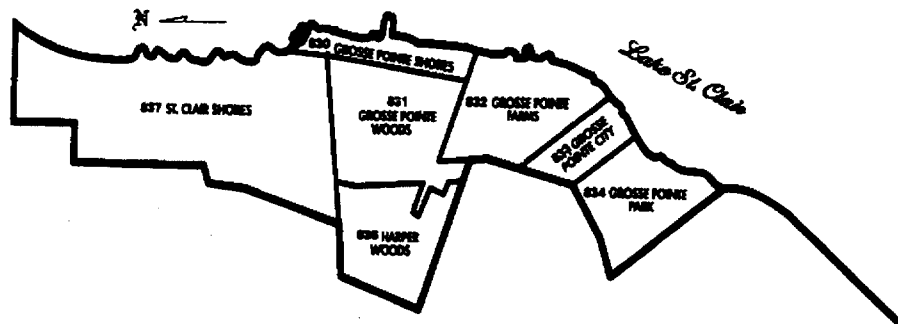 N
830 GROSSE POINTE SHORES
Lake St. Clair
837 ST. CLAIR SHORES
831
GROSSE POINTE
WOODS
832 GROSSE POINTE
FARMS
833 GROSSE
POINTE CITY
834 GROSSE POINTE
PARK
836 HARPER
WOODS